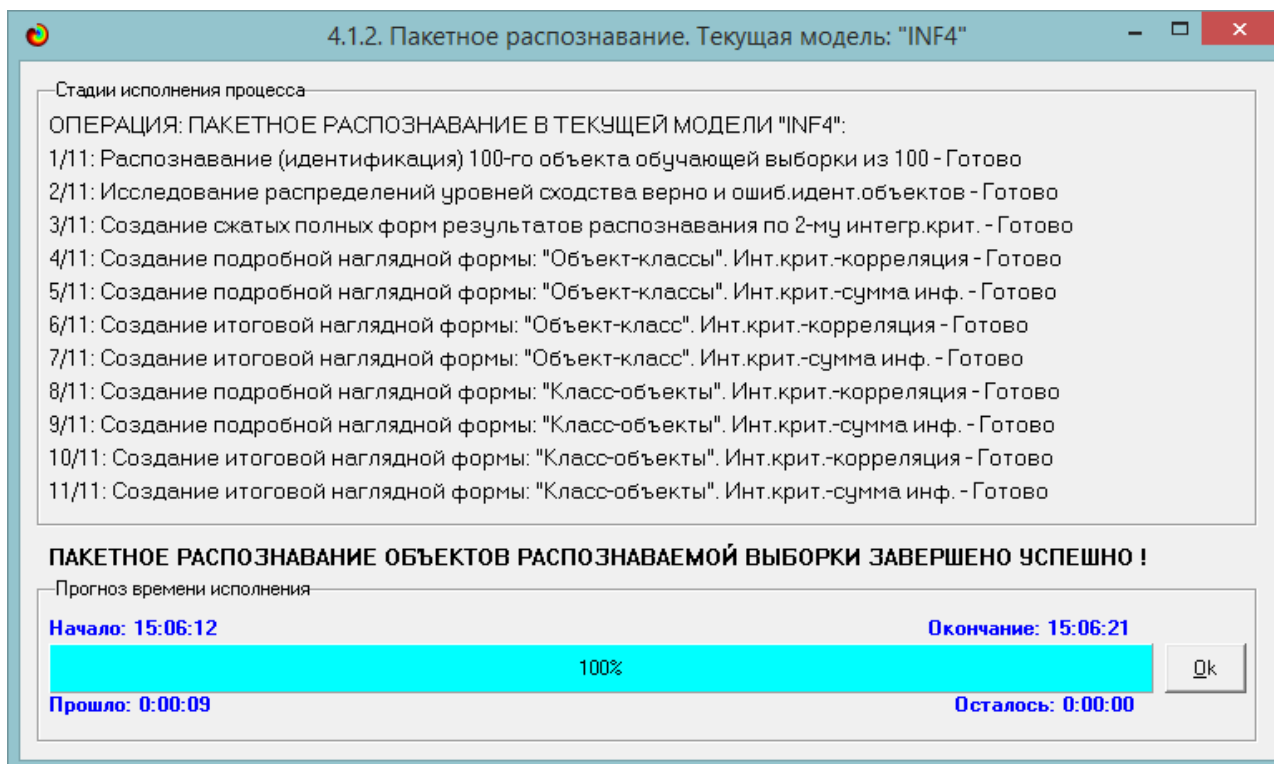 4.1.2. Пакетное распознавание. Текущая модель: "INF4"
Стадии исполнения процесса
ОПЕРАЦИЯ: ПАКЕТНОЕ РАСПОЗНАВАНИЕ В ТЕКУЩЕЙ МОДЕЛИ "INF4":
1/11: Распознавание (идентификация) 100-го объекта обучающей выборки из 100 - Готово
2/11: Исследование распределений уровней сходства верно и ошиб.идент.объектов - Готово
3/11: Создание сжатых полных форм результатов распознавания по 2-му интегр.крит. - Готово
4/11: Создание подробной наглядной формы: "Объект-классы". Инт.крит.-корреляция - Готово
5/11: Создание подробной наглядной формы: "Объект-классы". Инт.крит.-сумма инф. - Готово
6/11: Создание итоговой наглядной формы: "Объект-класс". Инт.крит.-корреляция - Готово
7/11: Создание итоговой наглядной формы: "Объект-класс". Инт.крит.-сумма инф. - Готово
8/11: Создание подробной наглядной формы: "Класс-объекты". Инт.крит.-корреляция - Готово
9/11: Создание подробной наглядной формы: "Класс-объекты". Инт.крит.-сумма инф. - Готово
10/11: Создание итоговой наглядной формы: "Класс-объекты". Инт.крит.-корреляция - Готово
11/11: Создание итоговой наглядной формы: "Класс-объекты". Инт.крит.-сумма инф. - Готово
ПАКЕТНОЕ РАСПОЗНАВАНИЕ ОБЪЕКТОВ РАСПОЗНАВАЕМОЙ ВЫБОРКИ ЗАВЕРШЕНО УСПЕШНО !
Прогноз времени исполнения
Начало: 15:06:12 Окончание: 15:06:21
100% Ok
Прошло: 0:00:09 Осталось: 0:00:00